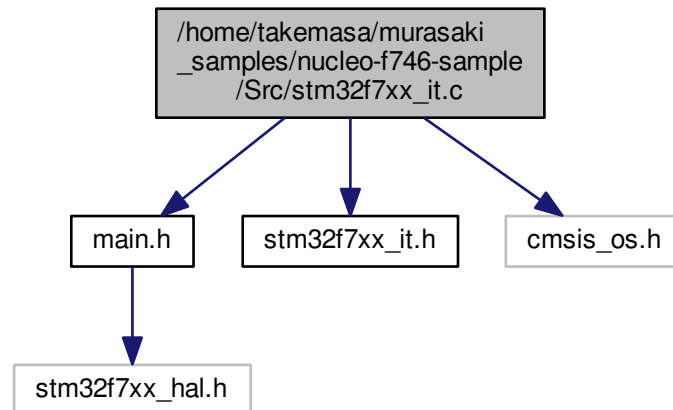 /home/takemasa/murasaki
_samples/nucleo-f746-sample
/Src/stm32f7xx_it.c
main.h
stm32f7xx_it.h
cmsis_os.h
stm32f7xx_hal.h